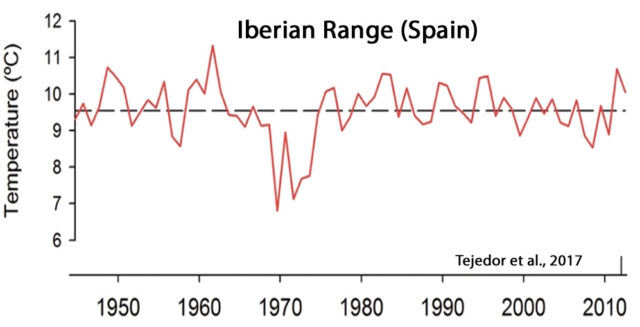 Iberian Range (Spain)
Temperature (ºC)
12
11
10
9
8
7
6
Tejedor et al., 2017
1950 1960 1970 1980 1990 2000 2010